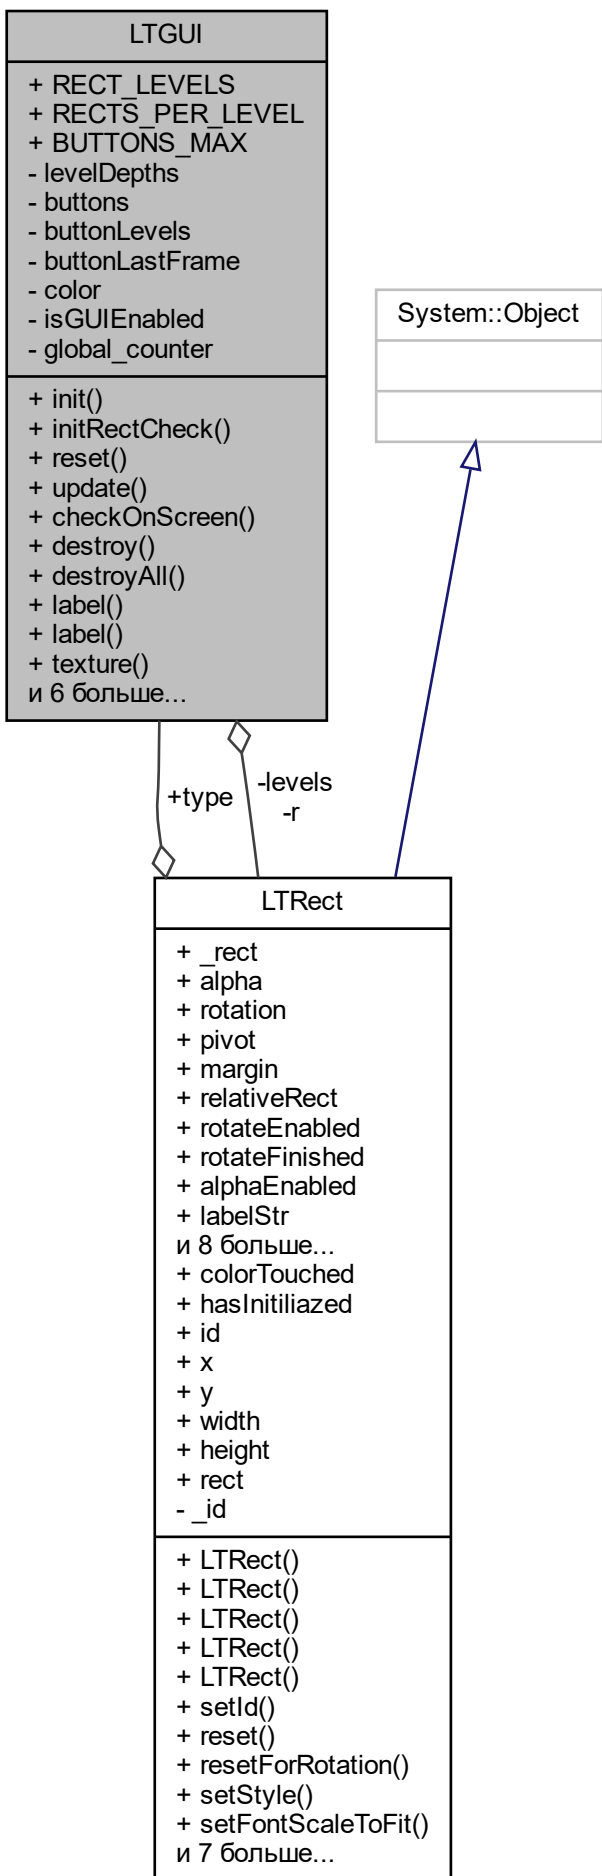 LTGUI
+ RECT_LEVELS
+ RECTS_PER_LEVEL
+ BUTTONS_MAX
- levelDepths
- buttons
- buttonLevels
- buttonLastFrame
- color
- isGUIEnabled
- global_counter
+ init()
+ initRectCheck()
+ reset()
+ update()
+ checkOnScreen()
+ destroy()
+ destroyAll()
+ label()
+ label()
+ texture()
и 6 больше...
System::Object
+type
-levels
-r
LTRect
+ _rect
+ alpha
+ rotation
+ pivot
+ margin
+ relativeRect
+ rotateEnabled
+ rotateFinished
+ alphaEnabled
+ labelStr
и 8 больше...
+ colorTouched
+ hasInitiliazed
+ id
+ x
+ y
+ width
+ height
+ rect
- _id
+ LTRect()
+ LTRect()
+ LTRect()
+ LTRect()
+ LTRect()
+ setId()
+ reset()
+ resetForRotation()
+ setStyle()
+ setFontScaleToFit()
и 7 больше...